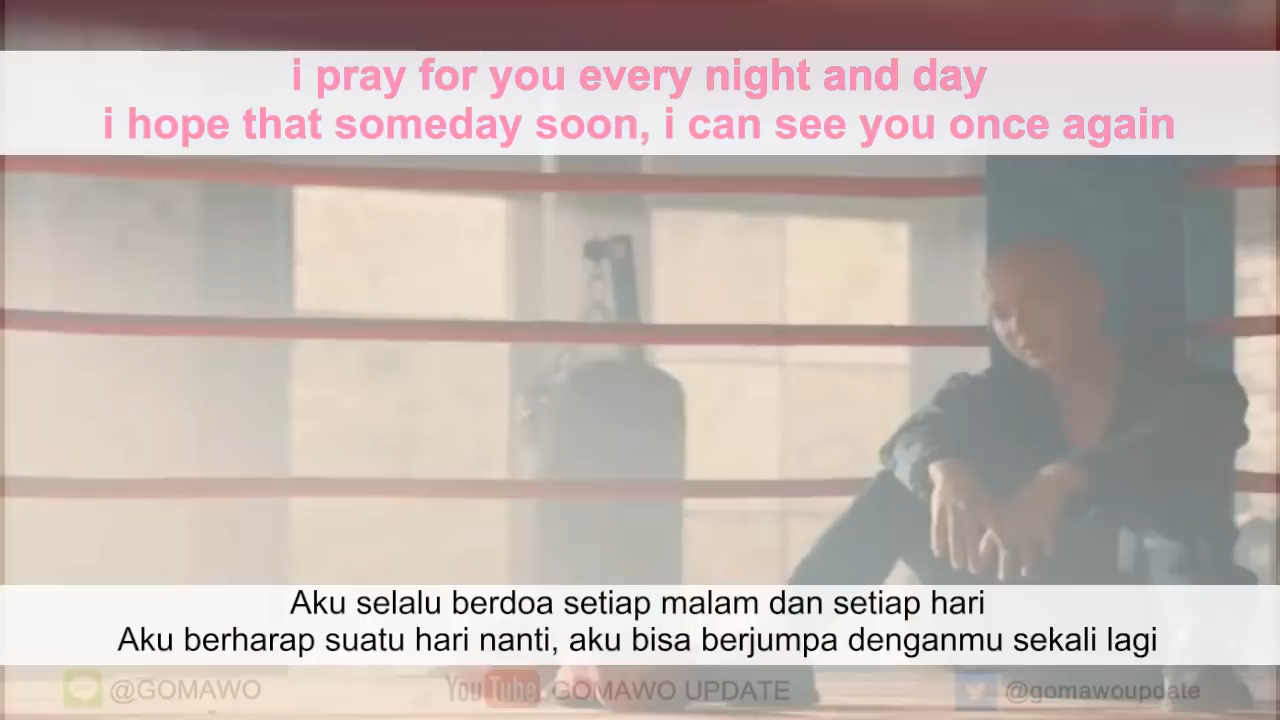 i pray for you every night and day
i hope that someday soon, i can see you once again
Aku selalu berdoa setiap malam dan setiap hari
Aku berharap suatu hari nanti, aku bisa berjumpa denganmu sekali lagi
@GOMAWO
YouTube GOMAWO UPDATE
@gomawoupdate